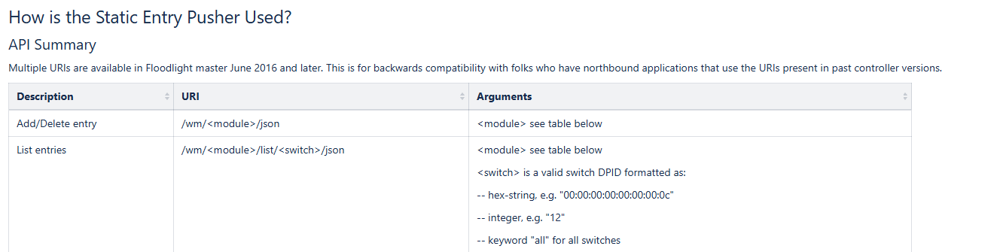 How is the Static Entry Pusher Used?
API Summary
Multiple URIs are available in Floodlight master June 2016 and later. This is for backwards compatibility with folks who have northbound applications that use the URIs present in past controller versions.
Description URI Arguments
Add/Delete entry /wm/<module>/json <module> see table below
List entries /wm/<module>/list/<switch>/json <module> see table below
<switch> is a valid switch DPID formatted as:
-- hex-string, e.g. "00:00:00:00:00:00:00:0c"
-- integer, e.g. "12"
-- keyword "all" for all switches